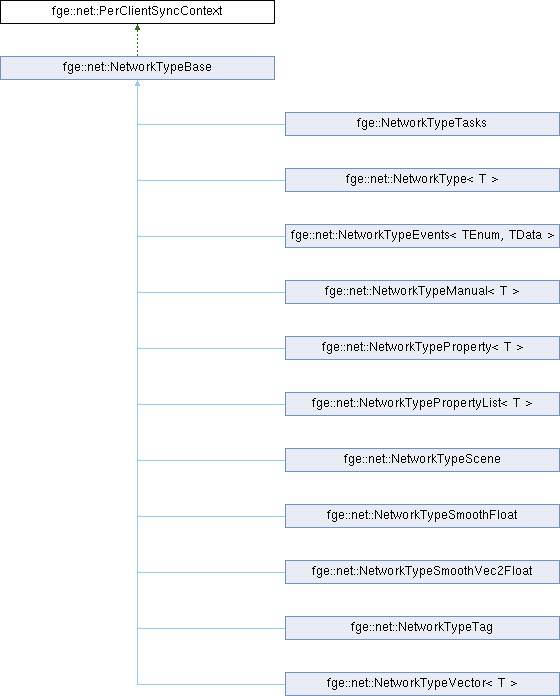 fge::net::PerClientSyncContext
fge::net::NetworkTypeBase
fge::NetworkTypeTasks
fge::net::NetworkType< T >
fge::net::NetworkTypeEvents< TEnum, TData >
fge::net::NetworkTypeManual< T >
fge::net::NetworkTypeProperty< T >
fge::net::NetworkTypePropertyList< T >
fge::net::NetworkTypeScene
fge::net::NetworkTypeSmoothFloat
fge::net::NetworkTypeSmoothVec2Float
fge::net::NetworkTypeTag
fge::net::NetworkTypeVector< T >